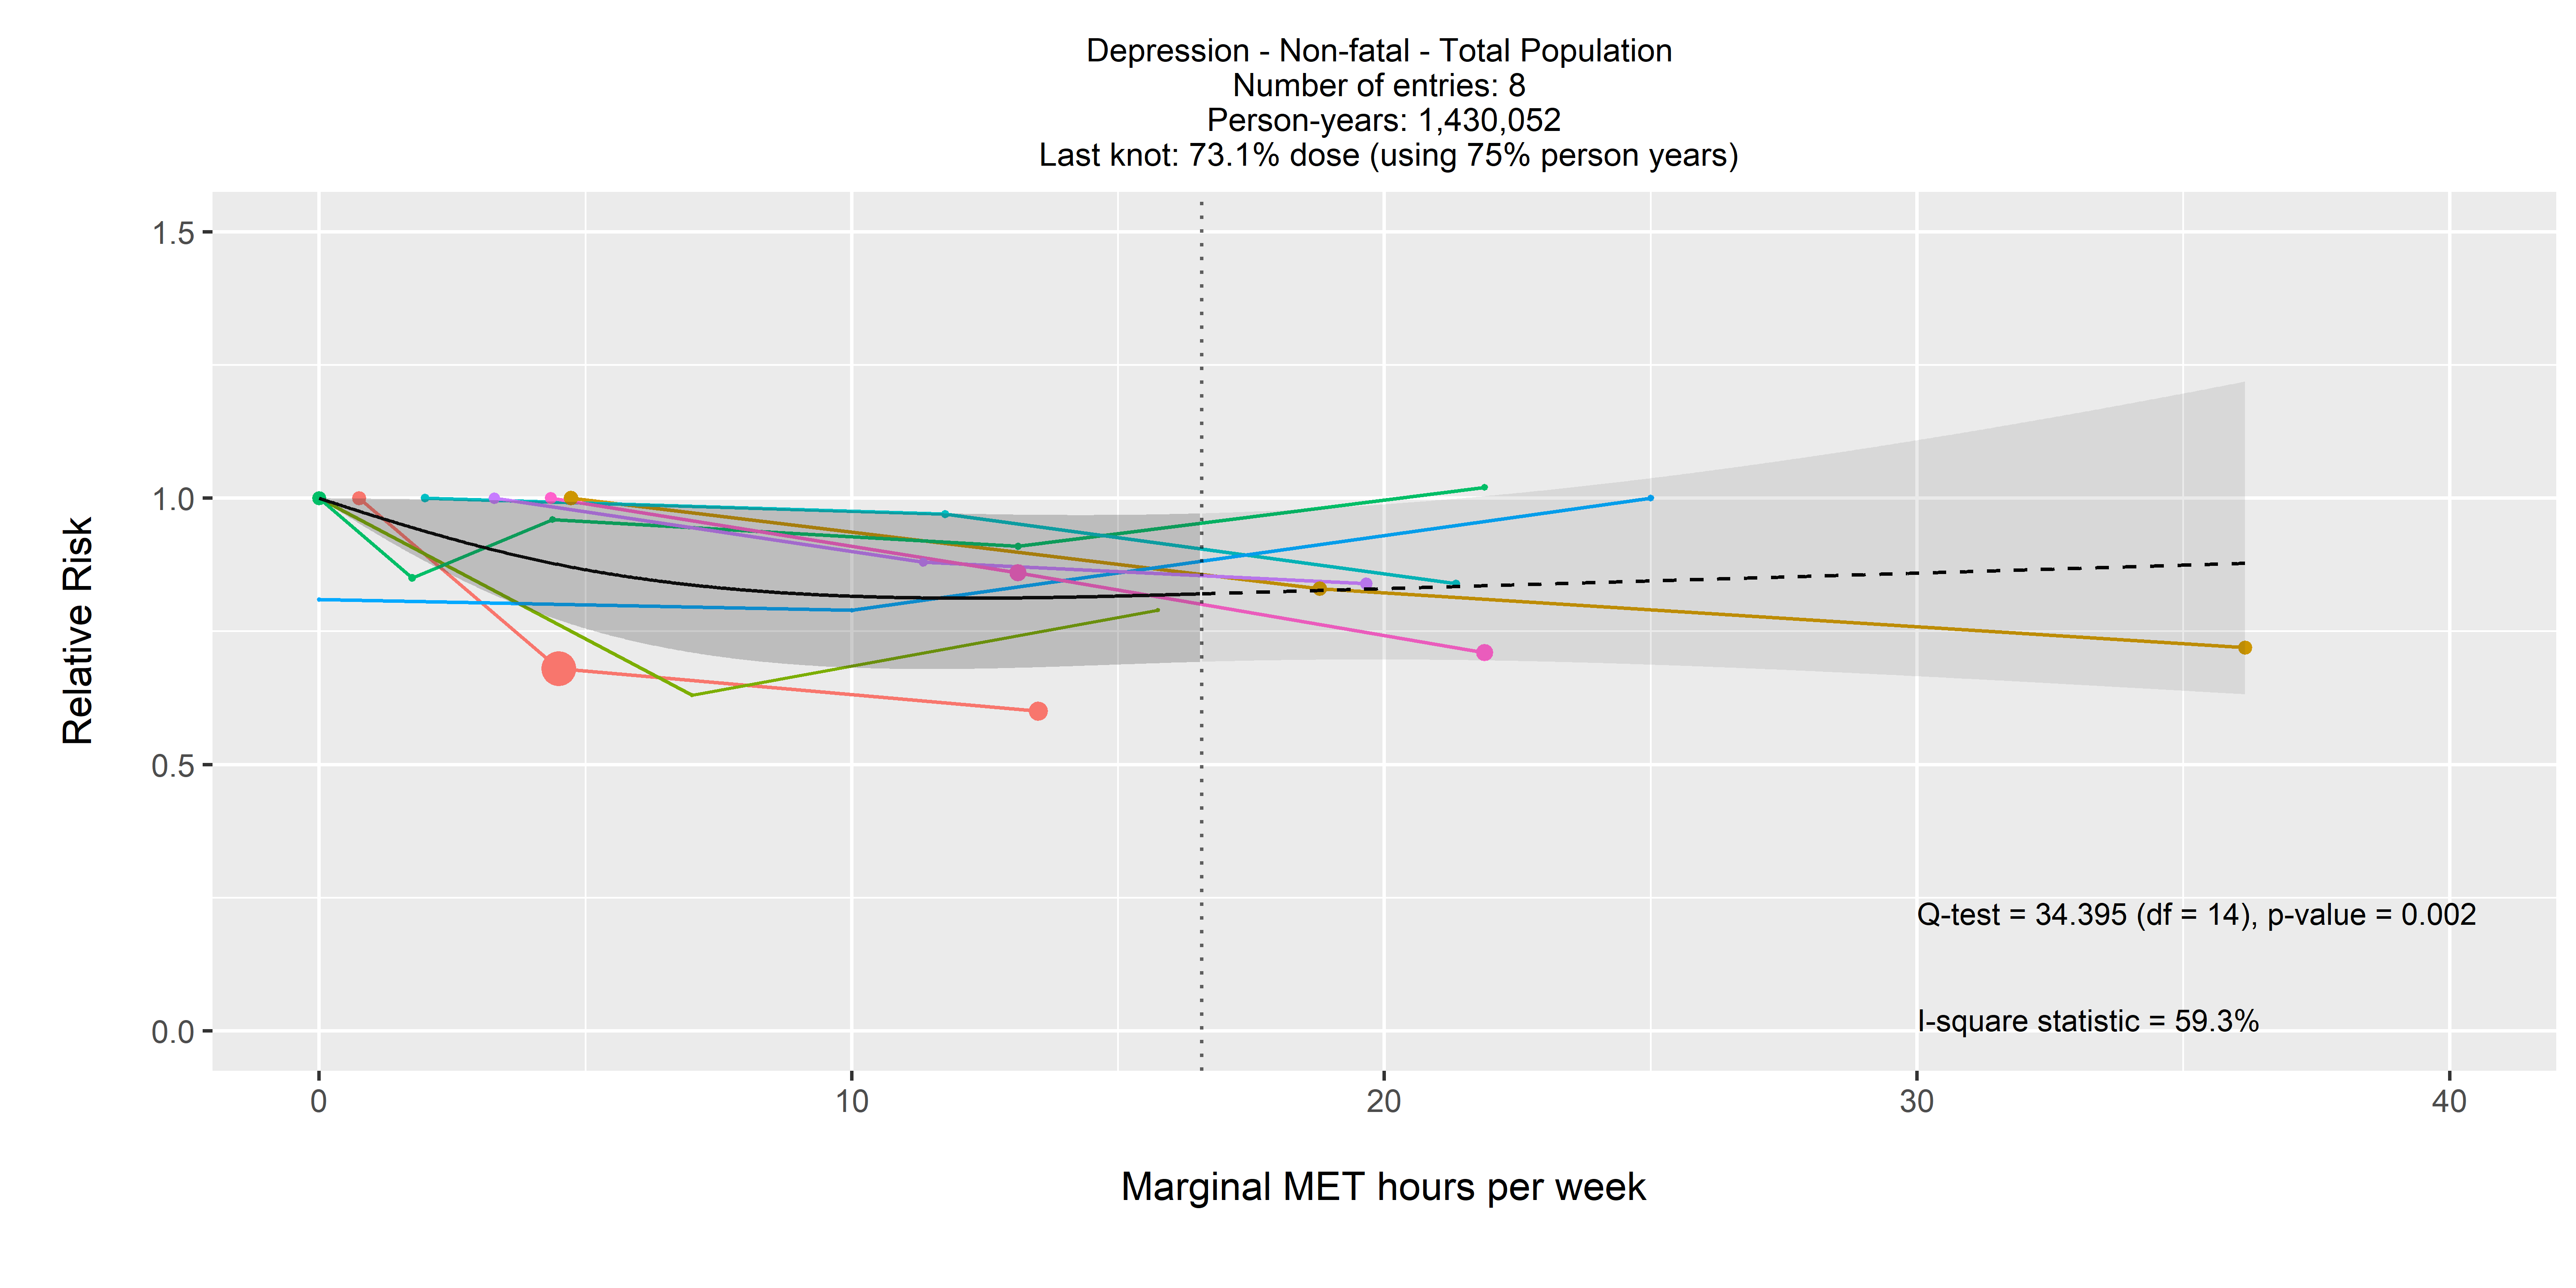 Depression - Non-fatal - Total Population
Number of entries: 8
Person-years: 1,430,052
Last knot: 73.1% dose (using 75% person years)
1.5
1.0
0.5
0.0
Relative Risk
Q-test = 34.395 (df = 14), p-value = 0.002
I-square statistic = 59.3%
0 10 20 30 40
Marginal MET hours per week